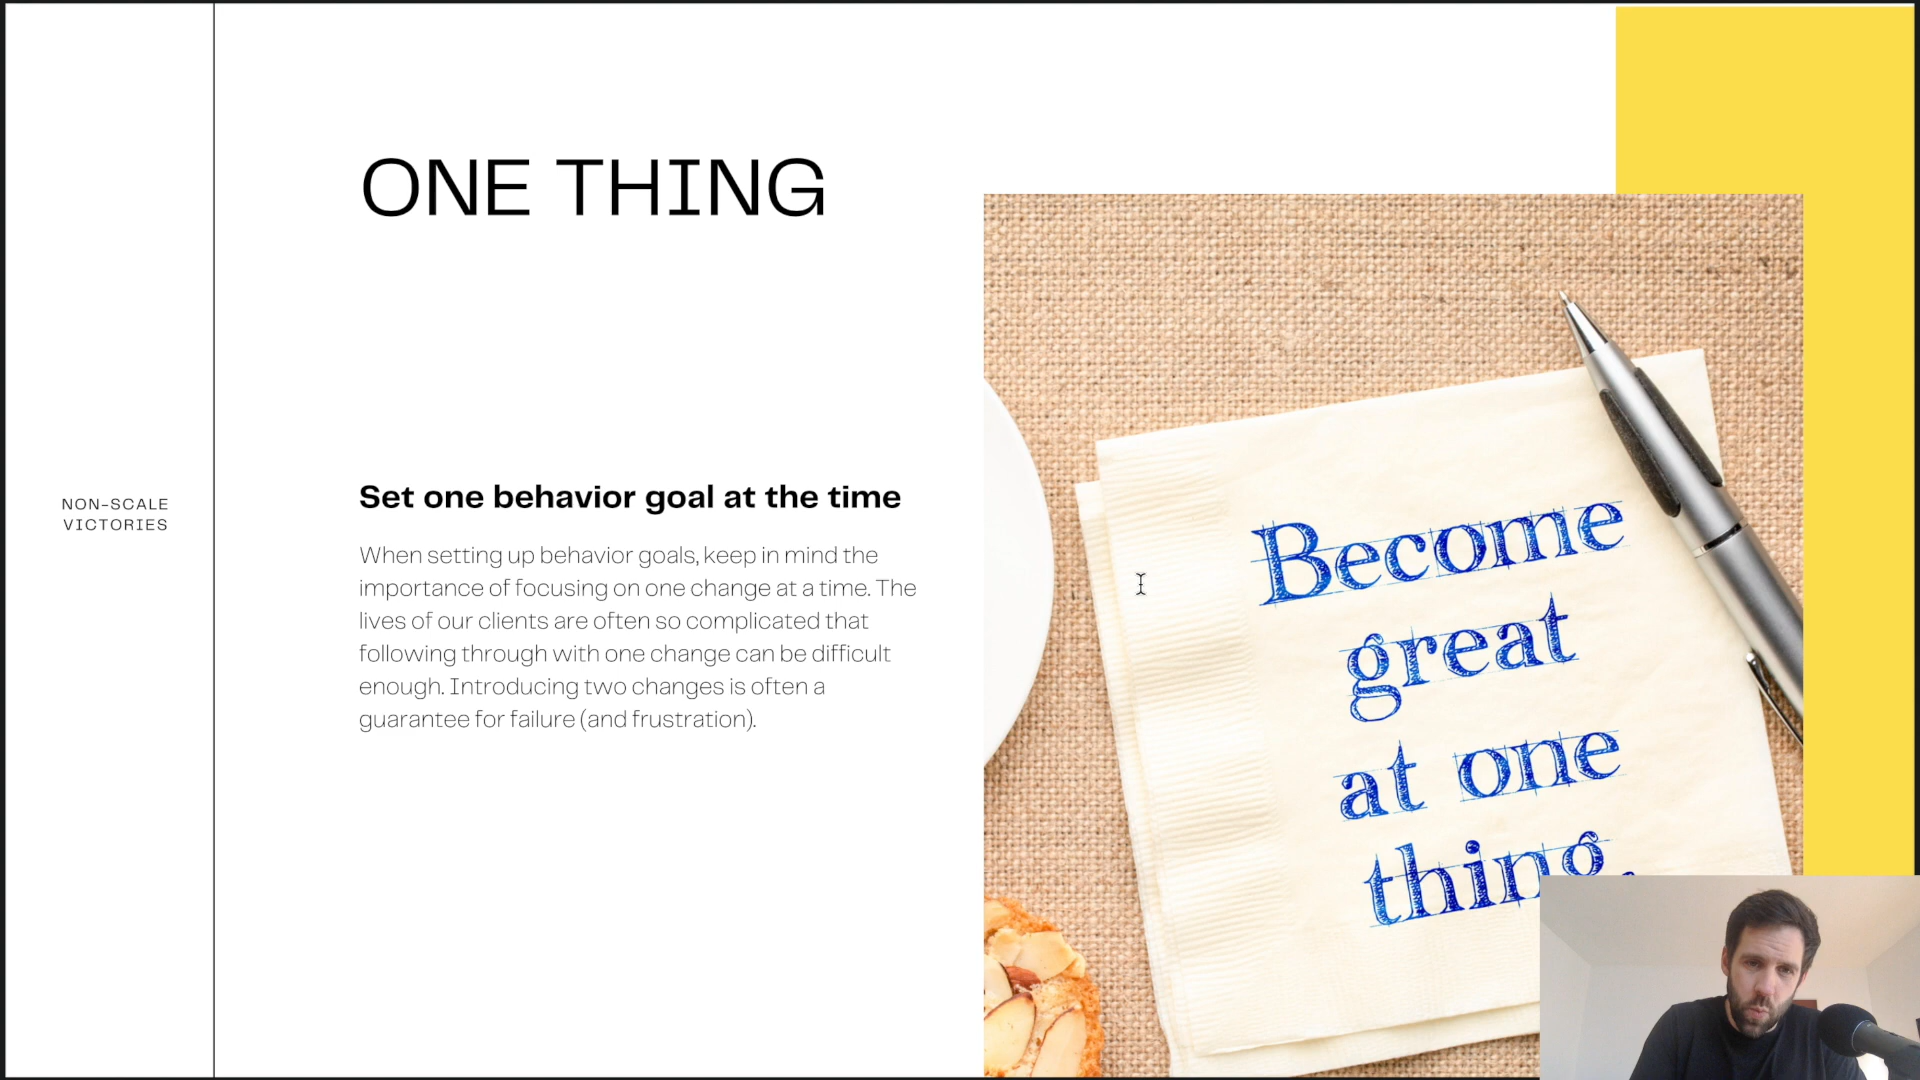 ONE THING
NON-SCALE
VICTORIES
Set one behavior goal at the time
When setting up behavior goals, keep in mind the
importance of focusing on one change at a time. The
lives of our clients are often so complicated that
following through with one change can be difficult
enough. Introducing two changes is often a
guarantee for failure (and frustration).
Become
great
at one
thing.